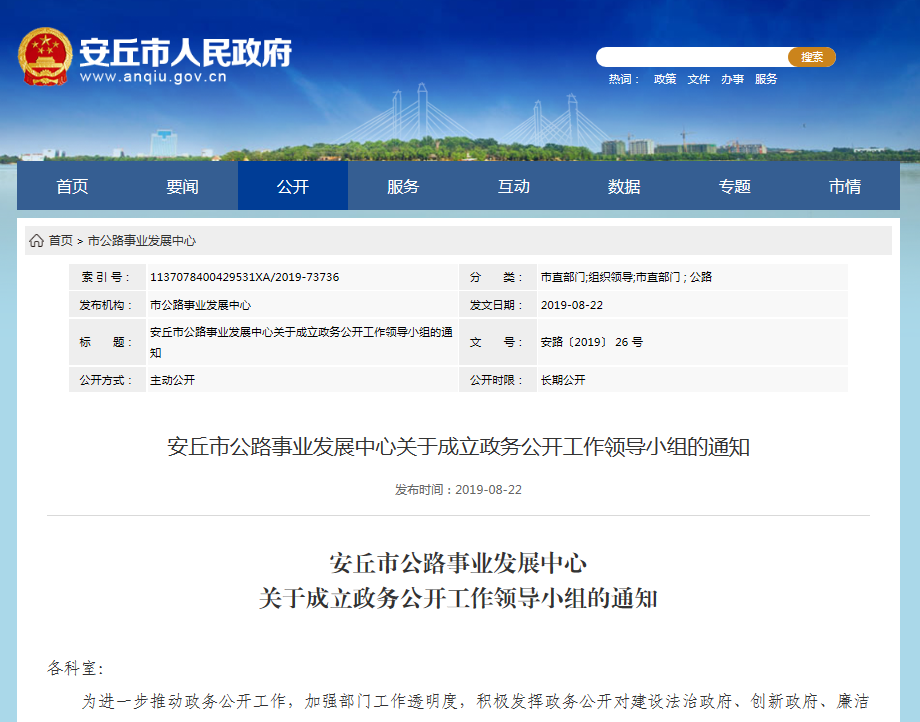 安丘市人民政府
www.anqiu.gov.cn
搜索
热词： 政策 文件 办事 服务
首页 要闻 公开 服务 互动 数据 专题 市情
首页 > 市公路事业发展中心
索 引 号： 1137078400429531XA/2019-73736 分 类： 市直部门;组织领导;市直部门 ; 公路
发布机构： 市公路事业发展中心 发文日期： 2019-08-22
标 题： 安丘市公路事业发展中心关于成立政务公开工作领导小组的通
知 文 号： 安路〔2019〕 26 号
公开方式： 主动公开 公开时限： 长期公开
安丘市公路事业发展中心关于成立政务公开工作领导小组的通知
发布时间：2019-08-22
安丘市公路事业发展中心
关于成立政务公开工作领导小组的通知
各科室：
为进一步推动政务公开工作，加强部门工作透明度，积极发挥政务公开对建设法治政府、创新政府、廉洁